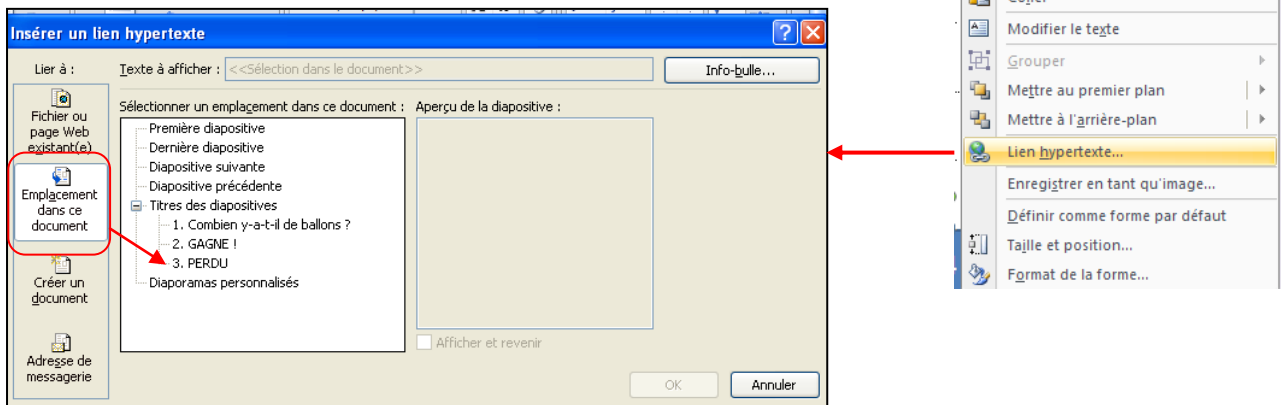 Insérer un lien hypertexte
Lier à :
Texte à afficher : <<Sélection dans le document>>
Info-bulle...
Fichier ou
page Web
existant(e)
Emplacement
dans ce
document
Créer un
document
Adresse de
messagerie
Sélectionner un emplacement dans ce document :
Première diapositive
Dernière diapositive
Diapositive suivante
Diapositive précédente
Titres des diapositives
1. Combien y-a-t-il de ballons ?
2. GAGNE !
3. PERDU
Diaporamas personnalisés
Aperçu de la diapositive :
Afficher et revenir
OK
Annuler
Modifier le texte
Grouper
Mettre au premier plan
Mettre à l'arrière-plan
Lien hypertexte...
Enregistrer en tant qu'image...
Définir comme forme par défaut
Taille et position...
Format de la forme...